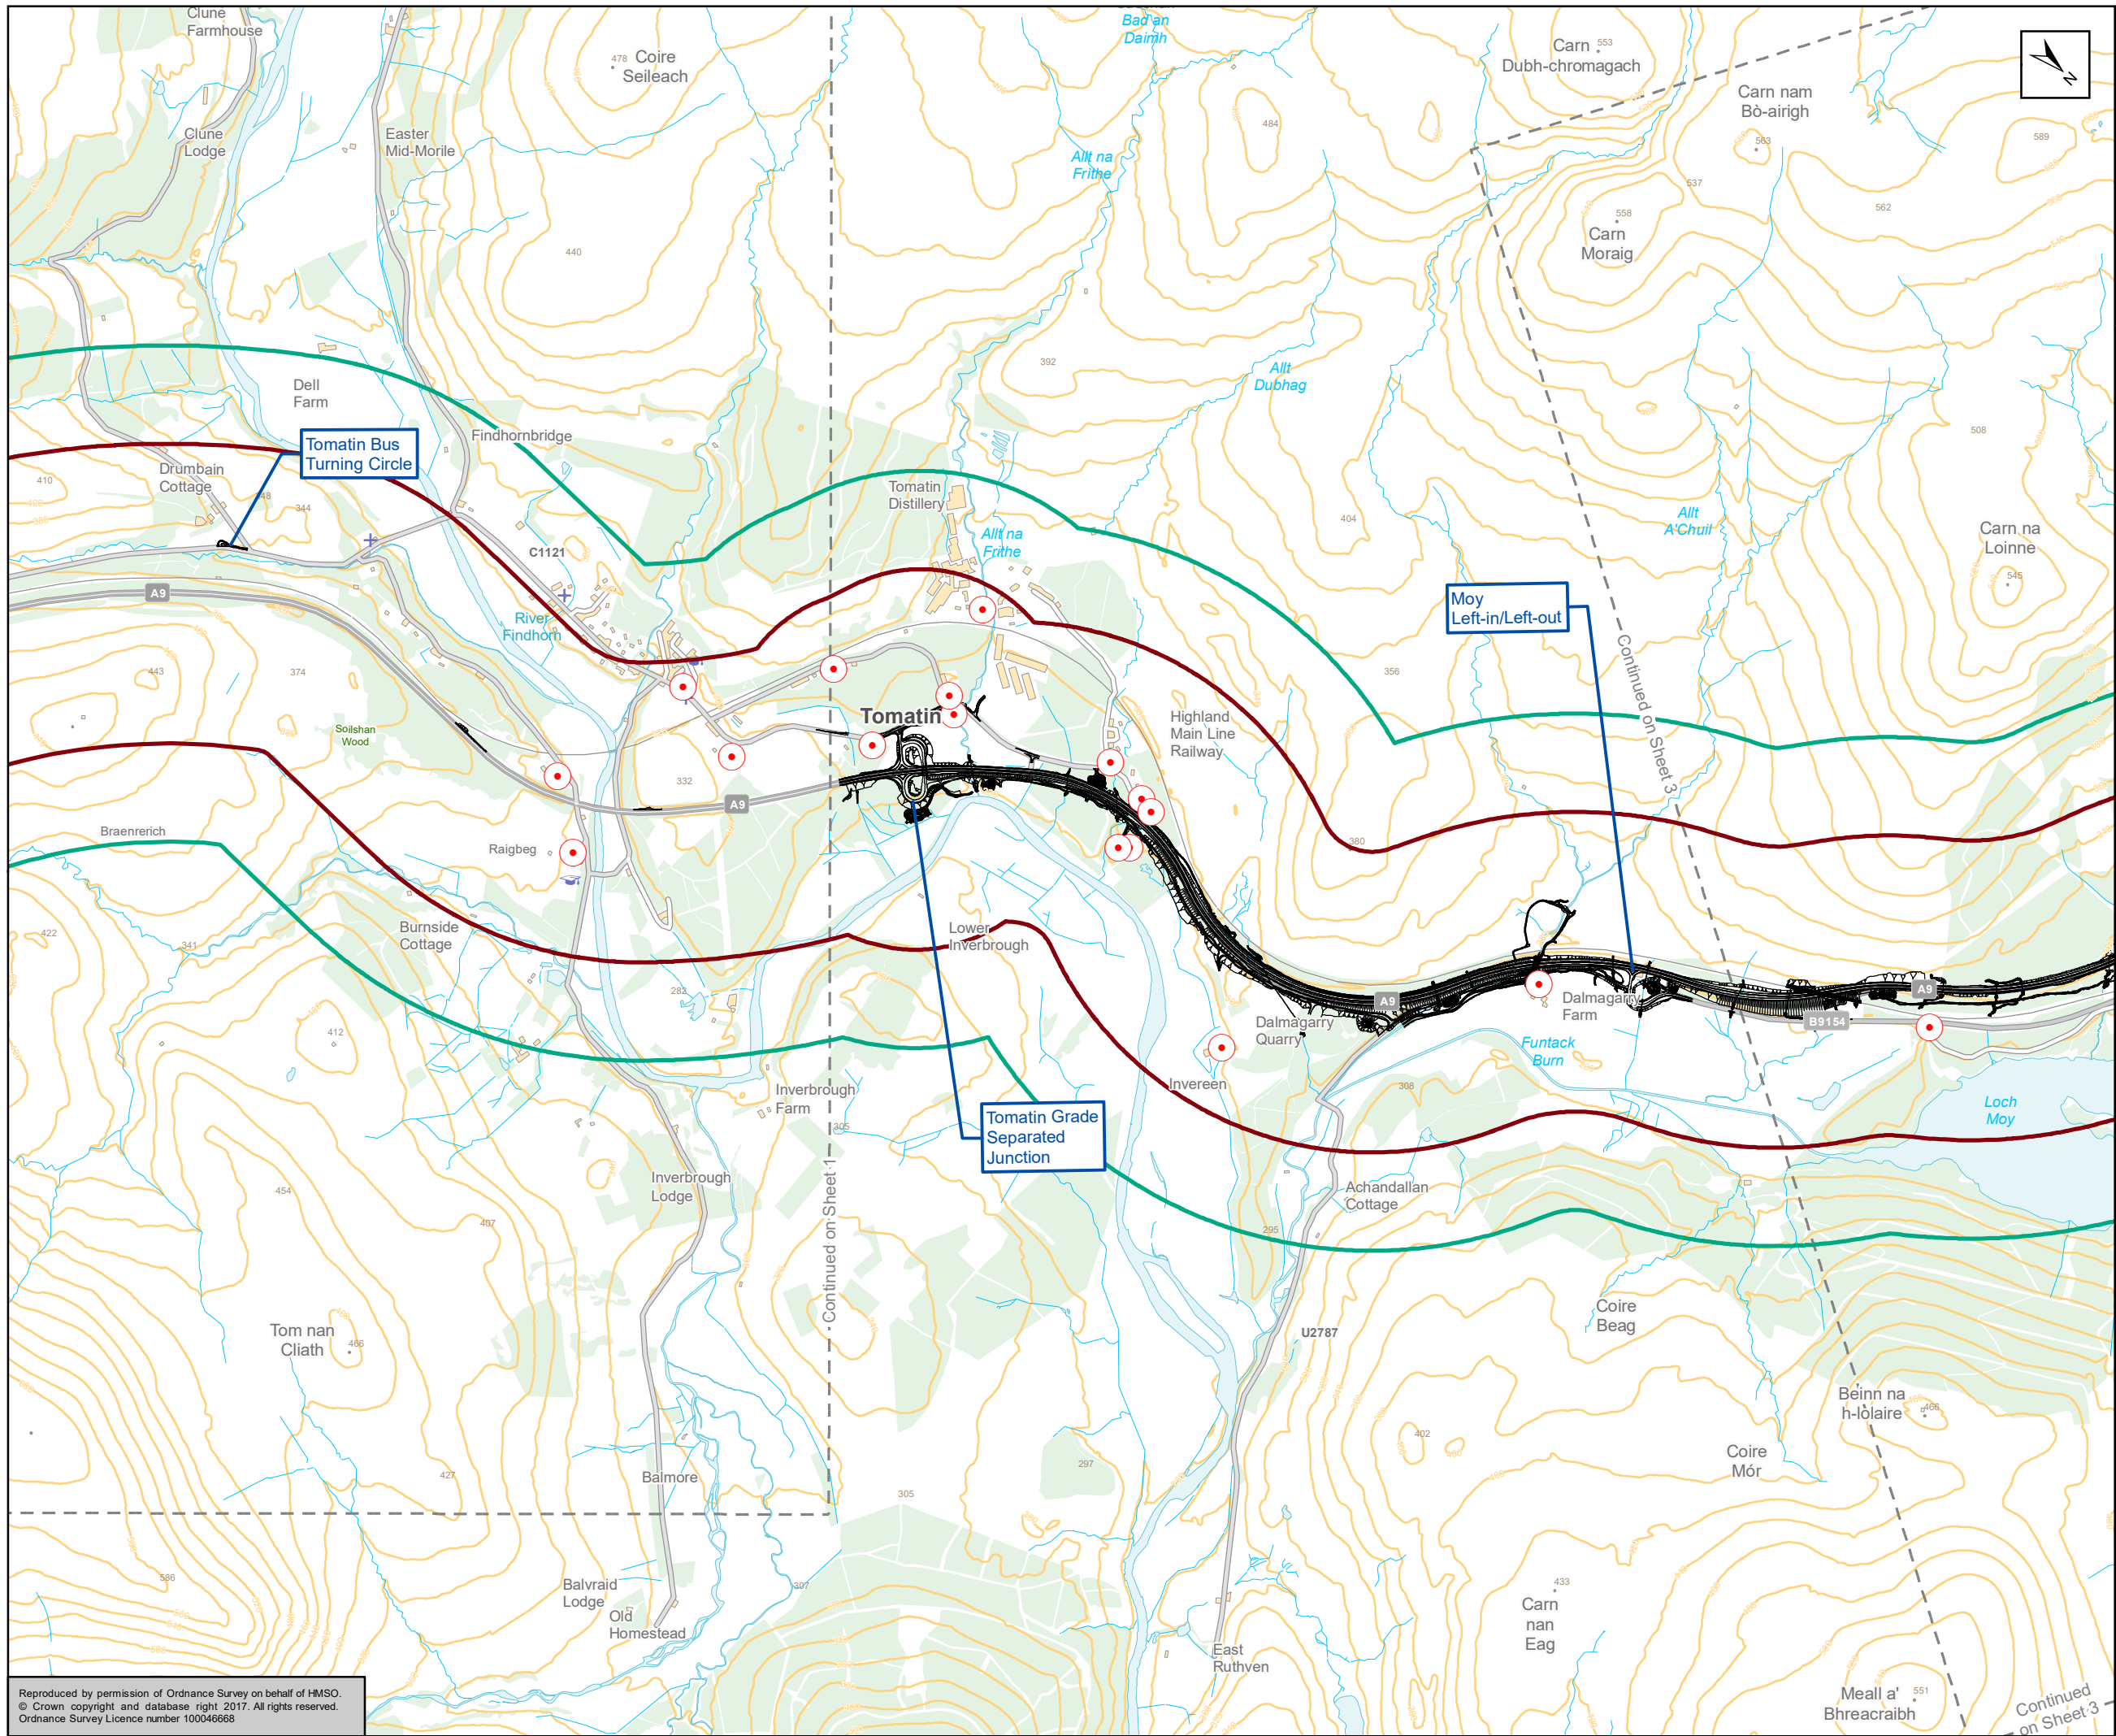 Clune
Farmhouse
478
Coire
Seileach
Bad an
Daimh
Carn
Dubh-chromagach
553
N
Carn nam
Bò-airigh
563
589
484
Clune
Lodge
Easter
Mid-Morile
Allt na
Frithe
537
562
558
Carn
Moraig
440
392
Allt
Dubhag
Dell
Farm
Findhornbridge
508
Tomatin Bus
Turning Circle
Drumbain
Cottage
410
348
344
Tomatin
Distillery
Allt na
Frithe
404
Allt
A'Chuil
Carn na
Loinne
545
C1121
A9
River
Findhorn
Moy
Left-in/Left-out
Continued on Sheet 3
443
374
356
Soilshan
Wood
Tomatin
Highland
Main Line
Railway
332
A9
380
Braenrerich
Raigbeg
422
341
Burnside
Cottage
Lower
Inverbrough
282
A9
Dalmagarry
Farm
A9
B9154
412
Dalmagarry
Quarry
Funtack
Burn
Invereen
308
Loch
Moy
Inverbrough
Farm
305
Tomatin Grade
Separated
Junction
Continued on Sheet 1
454
407
Inverbrough
Lodge
Achandallan
Cottage
295
Tom nan
Cliath
466
U2787
Coire
Beag
Beinn na
h-Iolaire
466
402
Coire
Mór
427
Balmore
297
305
586
307
Balvraid
Lodge
Old
Homestead
433
Carn
nan
Eag
East
Ruthven
Meall a'
Bhreacraibh
551
Continued
on Sheet 3
Reproduced by permission of Ordnance Survey on behalf of HMSO.
© Crown copyright and database right 2017. All rights reserved.
Ordnance Survey Licence number 100046668